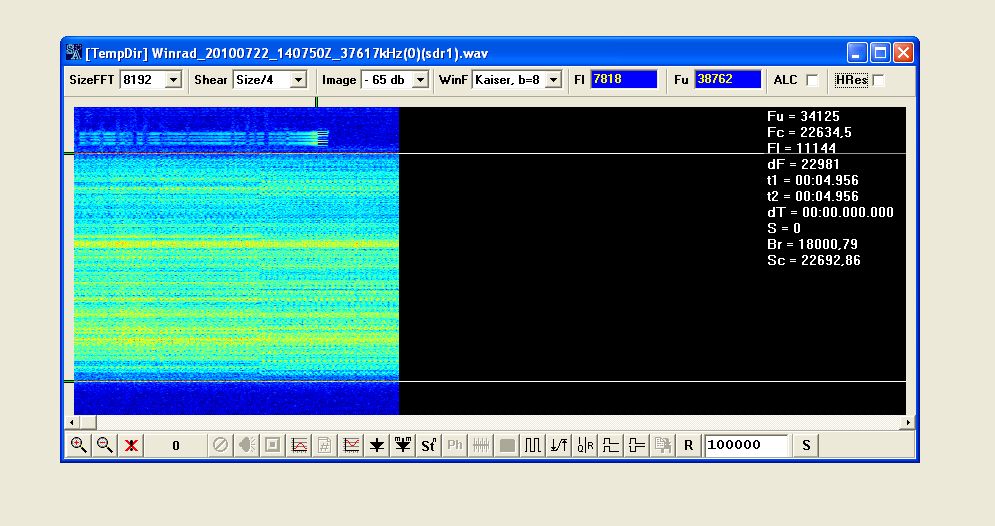 [TempDir] Winrad_20100722_140750Z_37617kHz(0)(sdr1).wav
SizeFFT 8192 Shear Size/4 Image - 65 db WinF Kaiser, b=8 Fl 7818 Fu 38762 ALC HRes
Fu = 34125
Fc = 22634,5
Fl = 11144
dF = 22981
t1 = 00:04.956
t2 = 00:04.956
dT = 00:00.000.000
S = 0
Br = 18000,79
Sc = 22692,86
0 St Ph R 100000 S